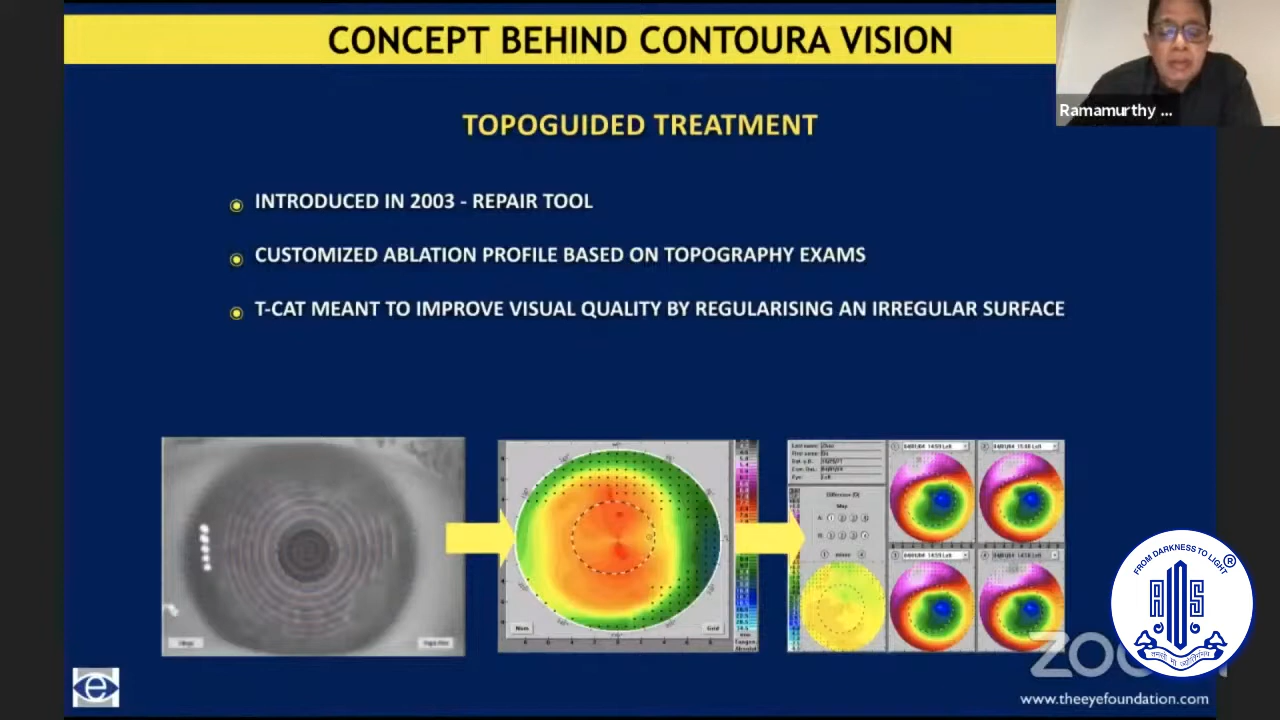 CONCEPT BEHIND CONTOURA VISION
Ramamurthy ...
TOPOGUIDED TREATMENT
INTRODUCED IN 2003 - REPAIR TOOL
CUSTOMIZED ABLATION PROFILE BASED ON TOPOGRAPHY EXAMS
T-CAT MEANT TO IMPROVE VISUAL QUALITY BY REGULARISING AN IRREGULAR SURFACE
FROM DARKNESS TO LIGHT
®
AIOS
www.theeyefoundation.com